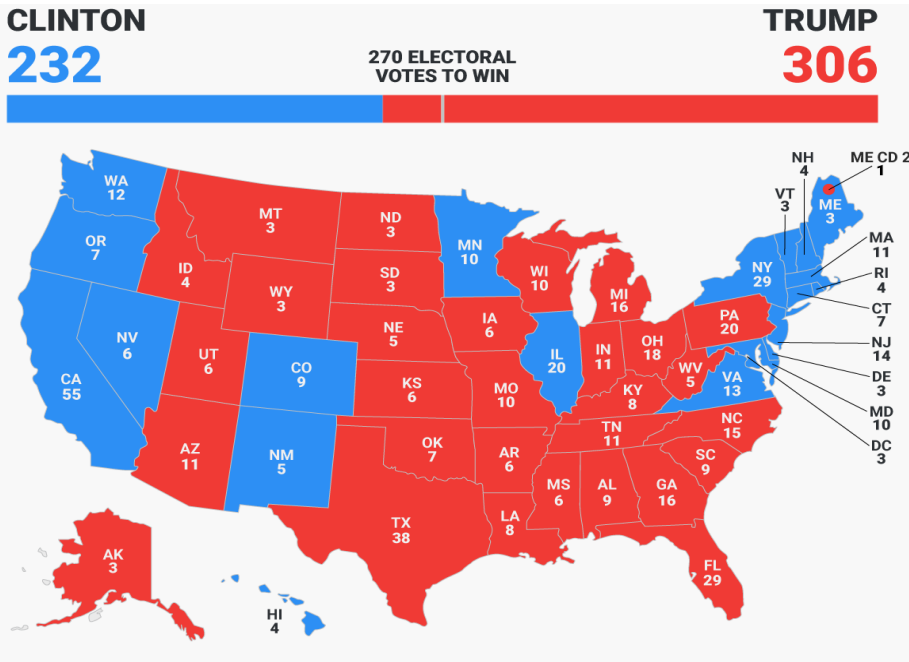 CLINTON
TRUMP
232
270 ELECTORAL
VOTES TO WIN
306
WA
12
OR
7
CA
55
NV
6
ID
4
MT
3
WY
3
UT
6
CO
9
AZ
11
NM
5
ND
3
SD
3
NE
5
KS
6
OK
7
TX
38
MN
10
IA
6
MO
10
AR
6
LA
8
WI
10
IL
20
MI
16
IN
11
OH
18
KY
8
TN
11
MS
6
AL
9
GA
16
FL
29
SC
9
NC
15
VA
13
WV
5
PA
20
NY
29
VT
3
NH
4
ME CD 2
1
ME
3
MA
11
RI
4
CT
7
NJ
14
DE
3
MD
10
DC
3
AK
3
HI
4